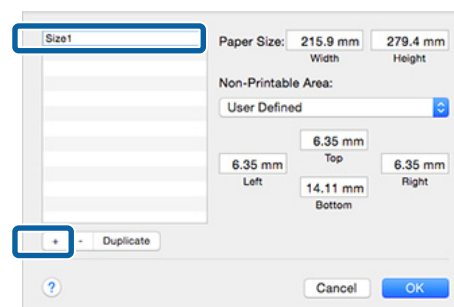 Size1
Paper Size: 215.9 mm 279.4 mm
Width Height
Non-Printable Area:
User Defined
6.35 mm
Top
6.35 mm 6.35 mm
Left Right
14.11 mm
Bottom
+ - Duplicate
? Cancel OK